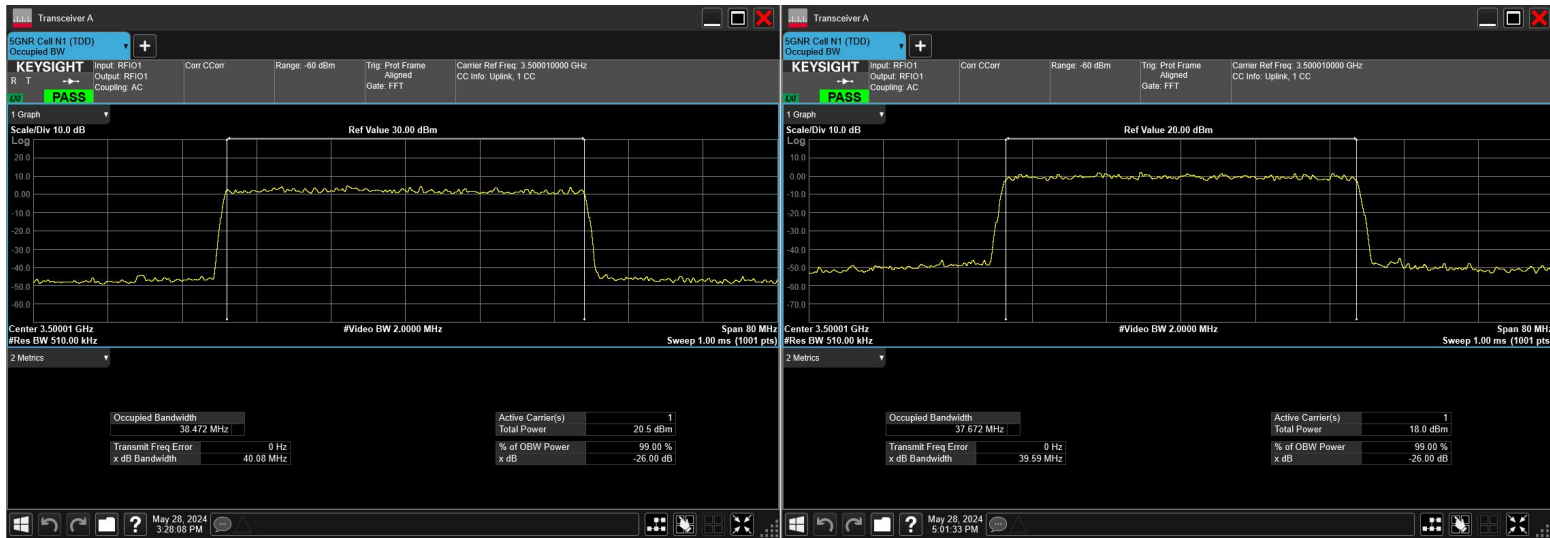 Transceiver A
5GNR Cell N1 (TDD)
Occupied BW
+
KEYSIGHT
R T
LXI
PASS
Input: RFIO1
Output: RFIO1
Coupling: AC
Corr CCorr
Range: -60 dBm
Trig: Prot Frame
Aligned
Gate: FFT
Carrier Ref Freq: 3.500010000 GHz
CC Info: Uplink, 1 CC
1 Graph
Scale/Div 10.0 dB
Ref Value 30.00 dBm
Log
20.0
10.0
0.00
-10.0
-20.0
-30.0
-40.0
-50.0
-60.0
Center 3.50001 GHz
#Video BW 2.0000 MHz
Span 80 MHz
#Res BW 510.00 kHz
Sweep 1.00 ms (1001 pts)
2 Metrics
Occupied Bandwidth
38.472 MHz
Transmit Freq Error 0 Hz
x dB Bandwidth 40.08 MHz
Active Carrier(s) 1
Total Power 20.5 dBm
% of OBW Power 99.00 %
x dB -26.00 dB
?
May 28, 2024
3:28:08 PM
Transceiver A
5GNR Cell N1 (TDD)
Occupied BW
+
KEYSIGHT
R T
LXI
PASS
Input: RFIO1
Output: RFIO1
Coupling: AC
Corr CCorr
Range: -60 dBm
Trig: Prot Frame
Aligned
Gate: FFT
Carrier Ref Freq: 3.500010000 GHz
CC Info: Uplink, 1 CC
1 Graph
Scale/Div 10.0 dB
Ref Value 20.00 dBm
Log
10.0
0.00
-10.0
-20.0
-30.0
-40.0
-50.0
-60.0
-70.0
Center 3.50001 GHz
#Video BW 2.0000 MHz
Span 80 MHz
#Res BW 510.00 kHz
Sweep 1.00 ms (1001 pts
2 Metrics
Occupied Bandwidth
37.672 MHz
Transmit Freq Error 0 Hz
x dB Bandwidth 39.59 MHz
Active Carrier(s) 1
Total Power 18.0 dBm
% of OBW Power 99.00 %
x dB -26.00 dB
?
May 28, 2024
5:01:33 PM